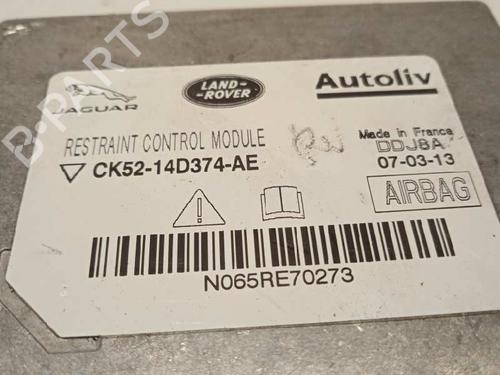 B-PARTS
JAGUAR
LAND-
ROVER
Autoliv
RESTRAINT CONTROL MODULE
Made in France
DDJ8A
CK52-14D374-AE
07-03-13
AIRBAG
N065RE70273